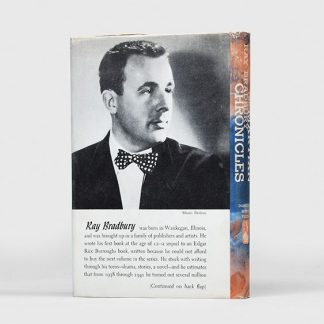 Ray Bradbury was born in Waukegan, Illinois,
and was brought up in a family of publishers and artists. He
wrote his first book at the age of 12—a sequel to an Edgar
Rice Burroughs book, written because he could not afford
to buy the next volume in the series. He stuck with writing
through his teens—drama, stories, a novel—and he estimates
that from 1938 through 1941 he turned out several million
(Continued on back flap)
CHRONICLES